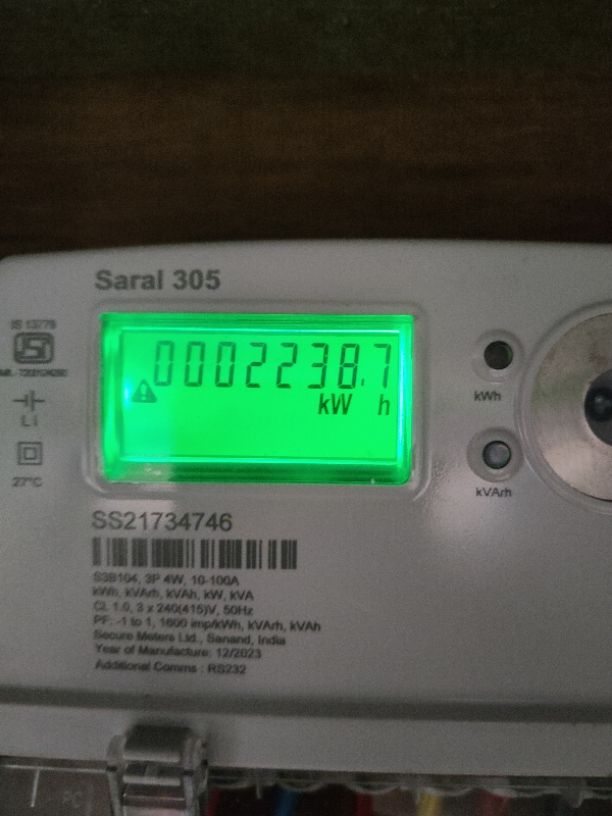 Saral 305
IS 13779
0002238.7
kW h
Li
27°C
kWh
kVArh
SS21734746
S3B104, 3P 4W, 10-100A
kWh, kVArh, kVAh, kW, kVA
Cl. 1.0, 3 x 240(415)V, 50Hz
PF: -1 to 1, 1600 imp/kWh, kVArh, kVAh
Secure Meters Ltd., Sanand, India
Year of Manufacture: 12/2023
Additional Comms : RS232